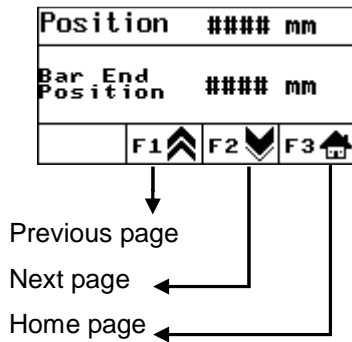 Position #### mm
Bar End
Position #### mm
F1 F2 F3
Previous page
Next page
Home page